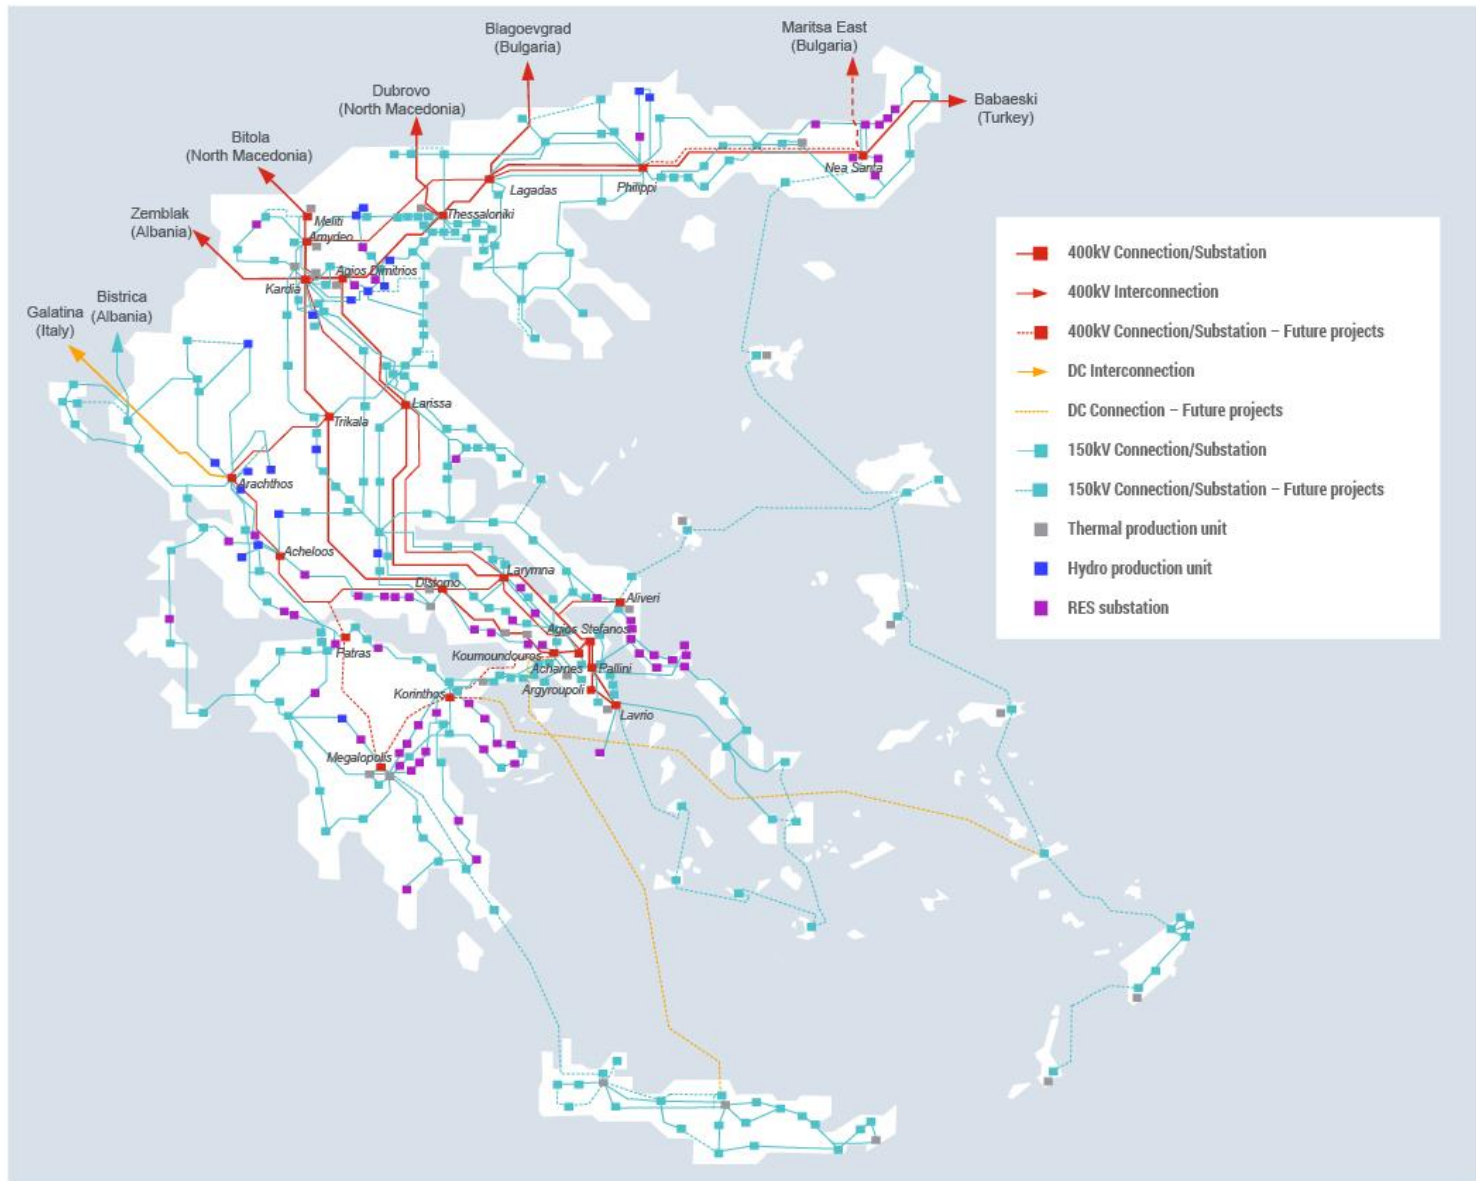 Blagoevgrad
(Bulgaria)
Maritsa East
(Bulgaria)
Dubrovo
(North Macedonia)
Babaeski
(Turkey)
Bitola
(North Macedonia)
Zemblak
(Albania)
Bistrica
(Albania)
Galatina
(Italy)
Lagadas
Philippi
Nea Santa
Thessaloniki
Meliti
Amydeo
Agios Dimitrios
Kardia
Larissa
Trikala
Arachthos
Acheloos
Distomo
Larymna
Aliveri
Agios Stefanos
Koumoundouros
Acharnes
Pallini
Argyroupoli
Lavrio
Patras
Korinthos
Megalopolis
400kV Connection/Substation
400kV Interconnection
400kV Connection/Substation – Future projects
DC Interconnection
DC Connection – Future projects
150kV Connection/Substation
150kV Connection/Substation – Future projects
Thermal production unit
Hydro production unit
RES substation